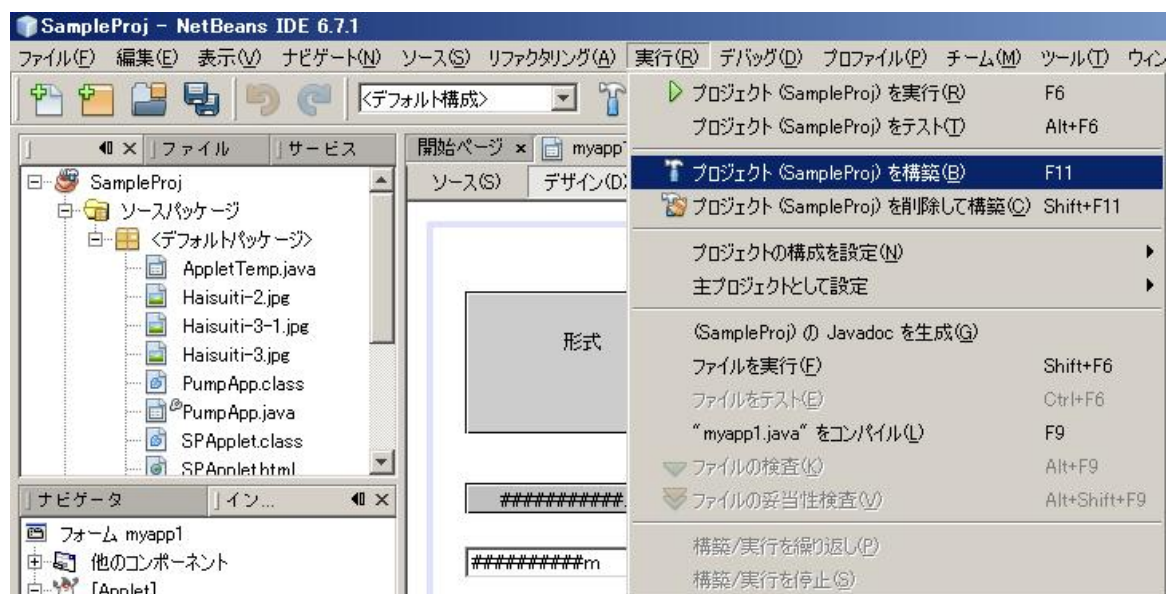 SampleProj - NetBeans IDE 6.7.1
ファイル(F) 編集(E) 表示(V) ナビゲート(N) ソース(S) リファクタリング(A) 実行(R) デバッグ(D) プロファイル(P) チーム(M) ツール(T) ウィン
<デフォルト構成>
プロジェクト (SampleProj) を実行(R) F6
プロジェクト (SampleProj) をテスト(T) Alt+F6
プロジェクト (SampleProj) を構築(B) F11
プロジェクト (SampleProj) を削除して構築(C) Shift+F11
プロジェクトの構成を設定(N)
主プロジェクトとして設定
(SampleProj) の Javadoc を生成(G)
ファイルを実行(F) Shift+F6
ファイルをテスト(E) Ctrl+F6
"myapp1.java" をコンパイル(L) F9
ファイルの検査(K) Alt+F9
ファイルの妥当性検査(V) Alt+Shift+F9
構築/実行を繰り返し(P)
構築/実行を停止(S)
ファイル サービス
SampleProj
ソースパッケージ
<デフォルトパッケージ>
AppletTemp.java
Haisuiti-2.jpg
Haisuiti-3-1.jpg
Haisuiti-3.jpg
PumpApp.class
PumpApp.java
SPApplet.class
SPApplet.html
ナビゲータ イン...
フォーム myapp1
他のコンポーネント
[Applet]
開始ページ myapp
ソース(S) デザイン(D)
形式
###########.
##########m